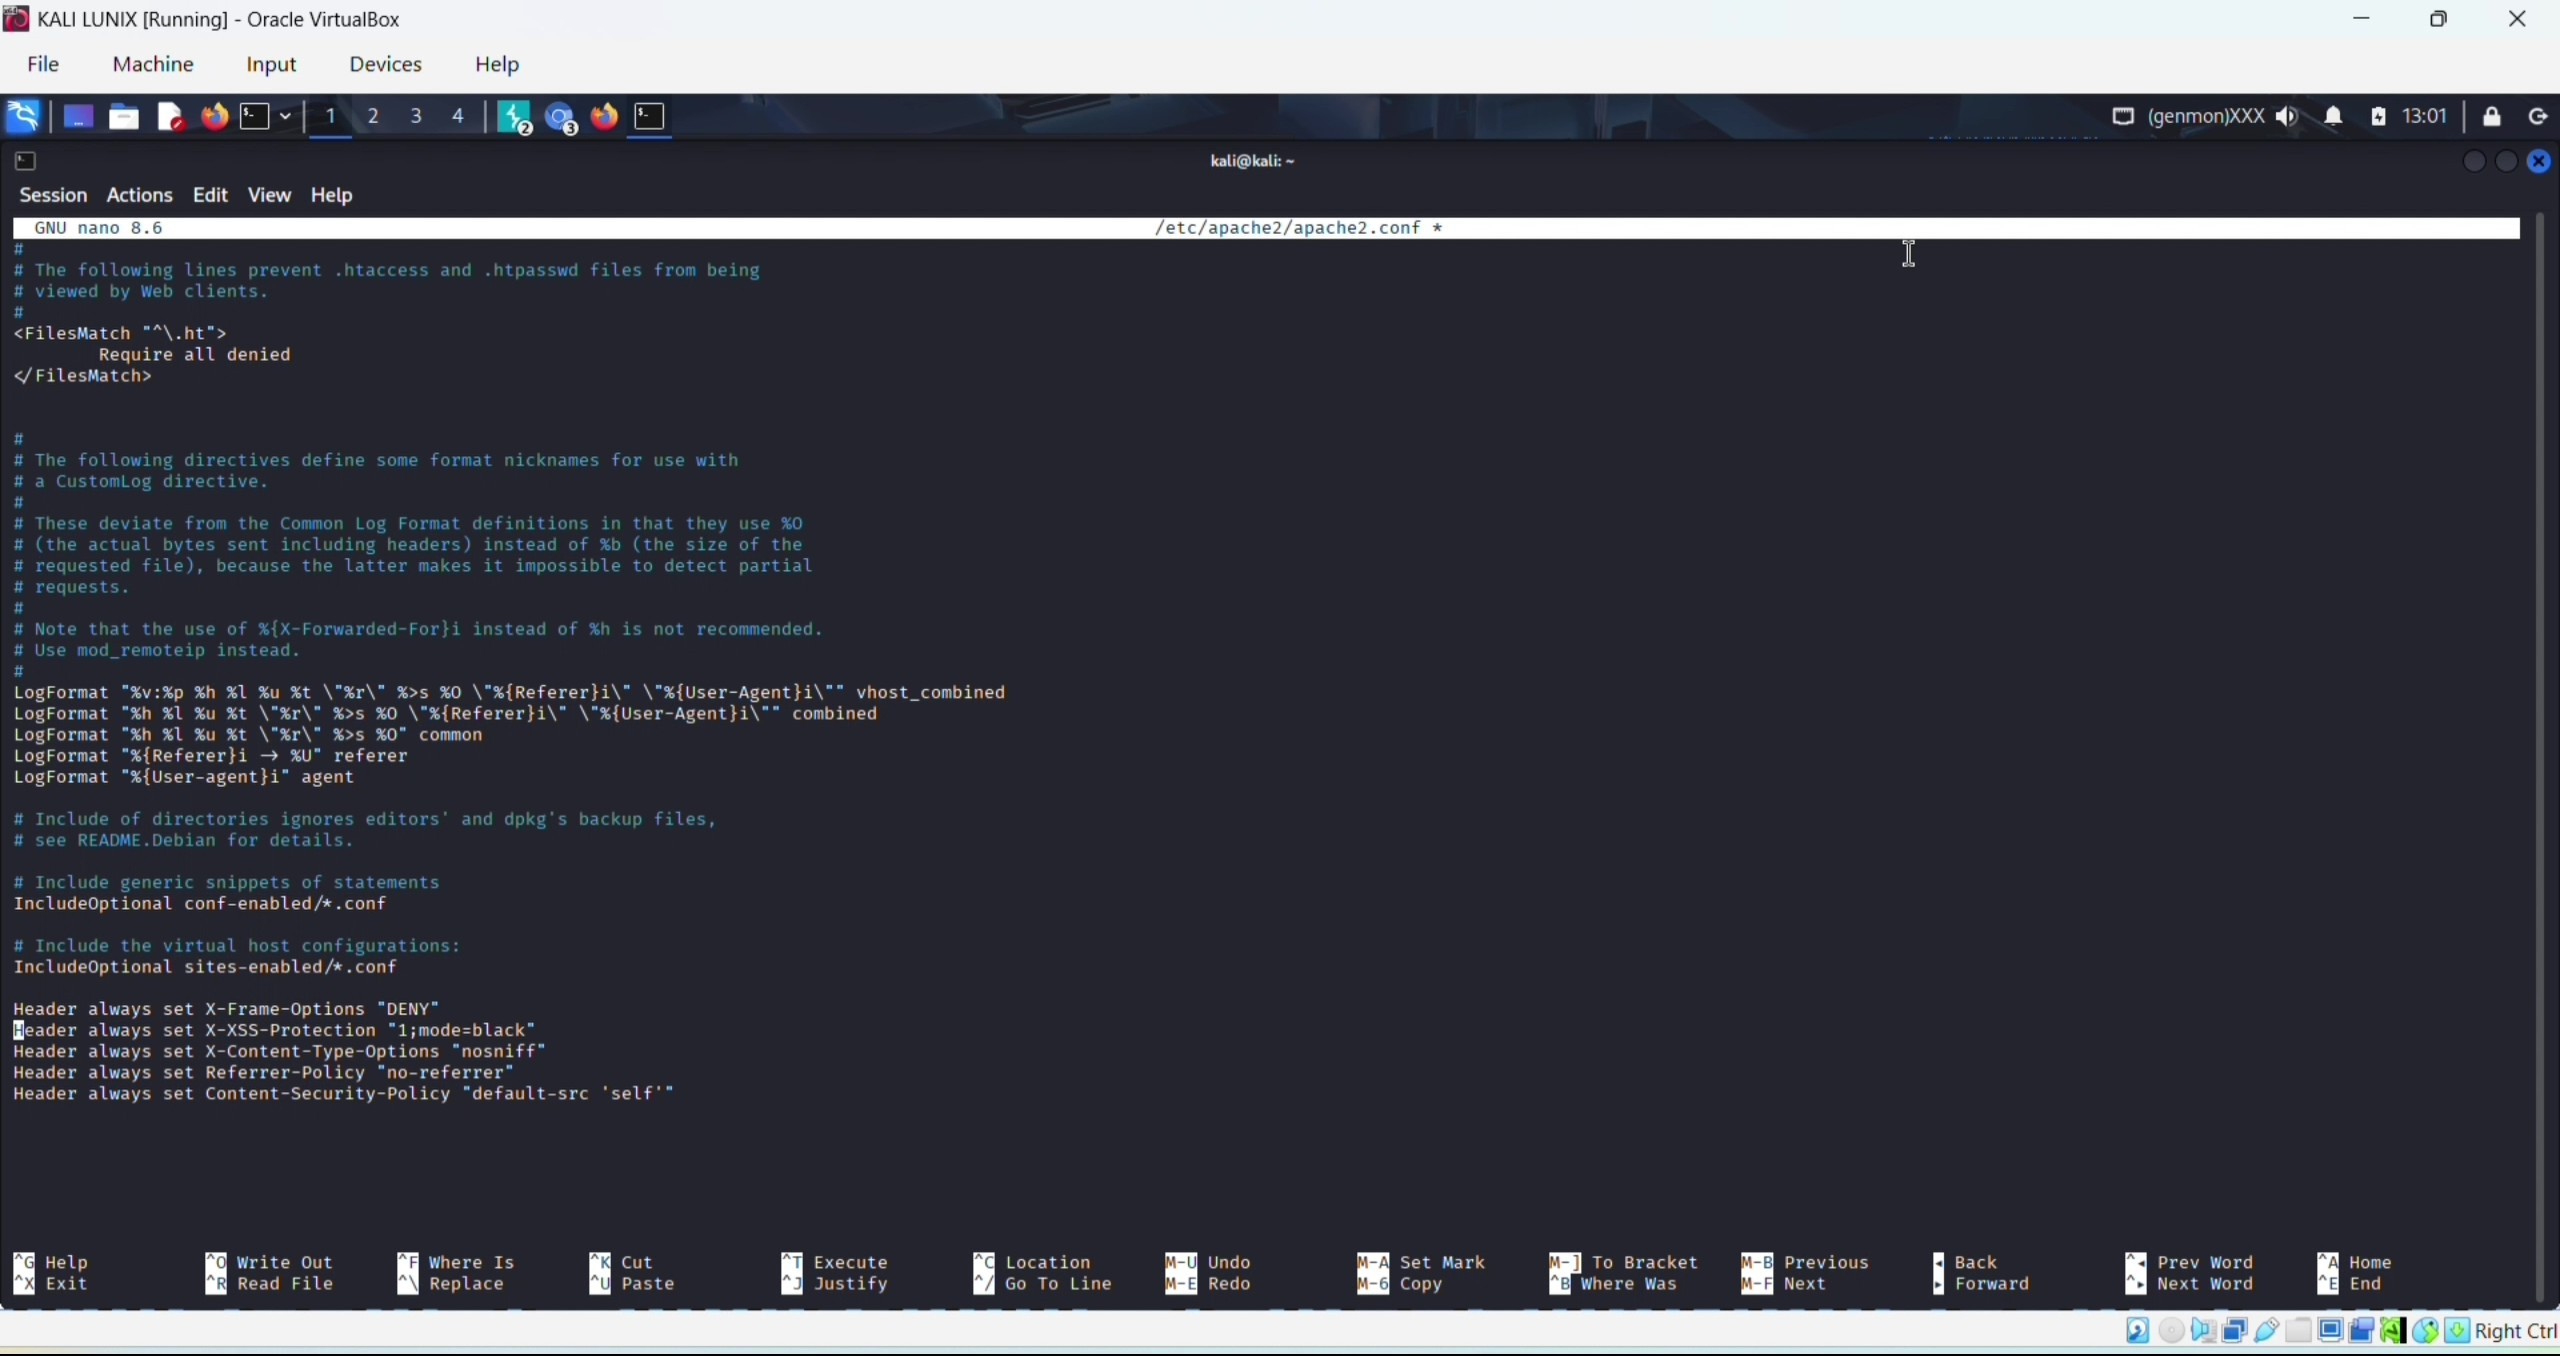 KALI LUNIX [Running] - Oracle VirtualBox
File Machine Input Devices Help
1 2 3 4 2 3 (genmon)XXX 13:01
kali@kali: ~
Session Actions Edit View Help
GNU nano 8.6 /etc/apache2/apache2.conf *
#
# The following lines prevent .htaccess and .htpasswd files from being
# viewed by Web clients.
#
<FilesMatch "^\.ht">
Require all denied
</FilesMatch>
#
# The following directives define some format nicknames for use with
# a CustomLog directive.
#
# These deviate from the Common Log Format definitions in that they use %O
# (the actual bytes sent including headers) instead of %b (the size of the
# requested file), because the latter makes it impossible to detect partial
# requests.
#
# Note that the use of %{X-Forwarded-For}i instead of %h is not recommended.
# Use mod_remoteip instead.
#
LogFormat "%v:%p %h %l %u %t \"%r\" %>s %O \"%{Referer}i\" \"%{User-Agent}i\"" vhost_combined
LogFormat "%h %l %u %t \"%r\" %>s %O \"%{Referer}i\" \"%{User-Agent}i\"" combined
LogFormat "%h %l %u %t \"%r\" %>s %O" common
LogFormat "%{Referer}i -> %U" referer
LogFormat "%{User-agent}i" agent
# Include of directories ignores editors' and dpkg's backup files,
# see README.Debian for details.
# Include generic snippets of statements
IncludeOptional conf-enabled/*.conf
# Include the virtual host configurations:
IncludeOptional sites-enabled/*.conf
Header always set X-Frame-Options "DENY"
Header always set X-XSS-Protection "1;mode=black"
Header always set X-Content-Type-Options "nosniff"
Header always set Referrer-Policy "no-referrer"
Header always set Content-Security-Policy "default-src 'self'"
^G Help ^O Write Out ^F Where Is ^K Cut ^T Execute ^C Location M-U Undo M-A Set Mark M-] To Bracket M-B Previous ◂ Back ^◂ Prev Word ^A Home
^X Exit ^R Read File ^\ Replace ^U Paste ^J Justify ^/ Go To Line M-E Redo M-6 Copy ^B Where Was M-F Next ▸ Forward ^▸ Next Word ^E End
Right Ctrl